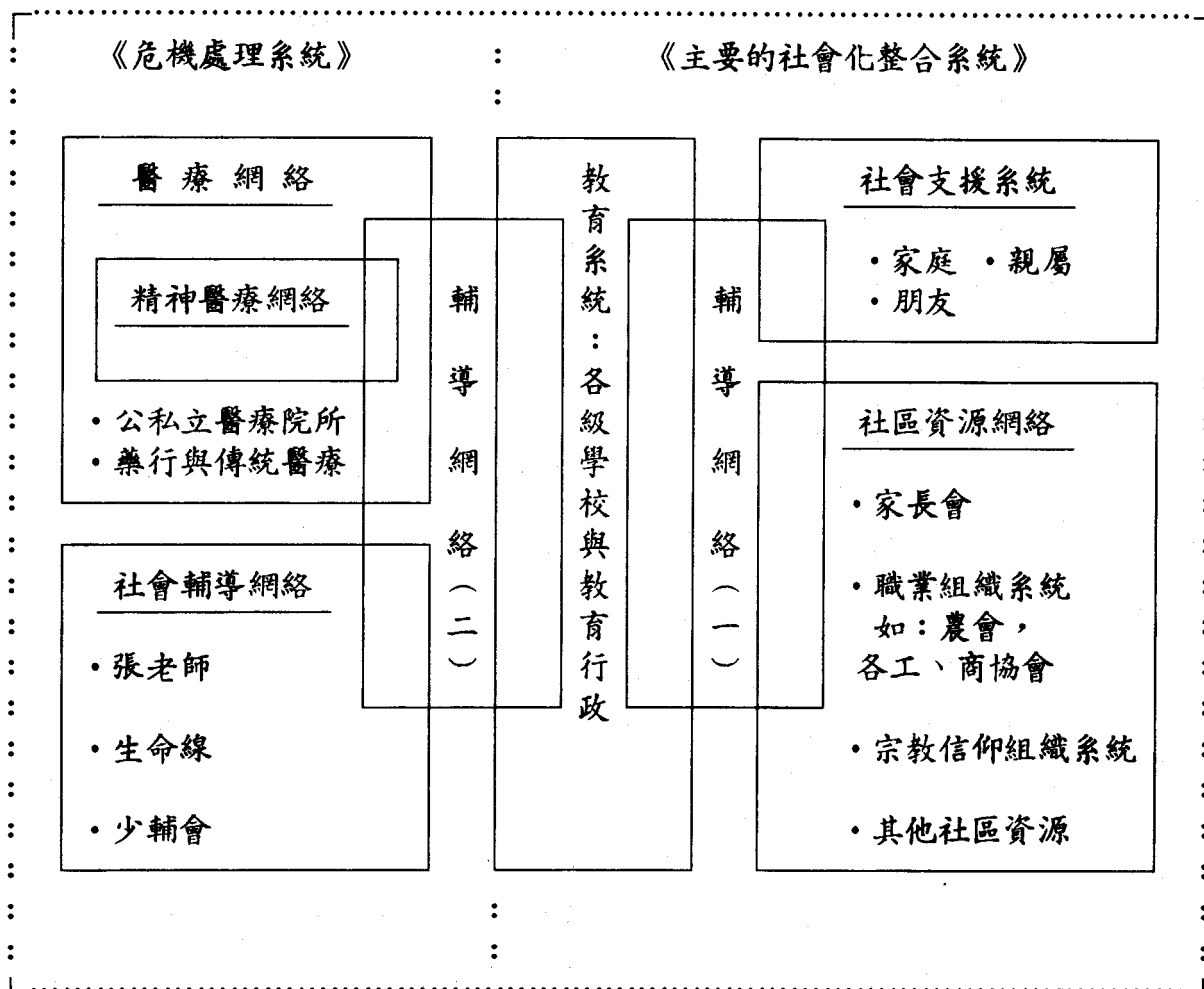 《危機處理系統》
《主要的社會化整合系統》
醫療網絡
精神醫療網絡
・公私立醫療院所
・藥行與傳統醫療
社會輔導網絡
・張老師
・生命線
・少輔會
輔導網絡(二)
教育系統:各級學校與教育行政
輔導網絡(一)
社會支援系統
・家庭 ・親屬
・朋友
社區資源網絡
・家長會
・職業組織系統
如:農會,
各工、商協會
・宗教信仰組織系統
・其他社區資源